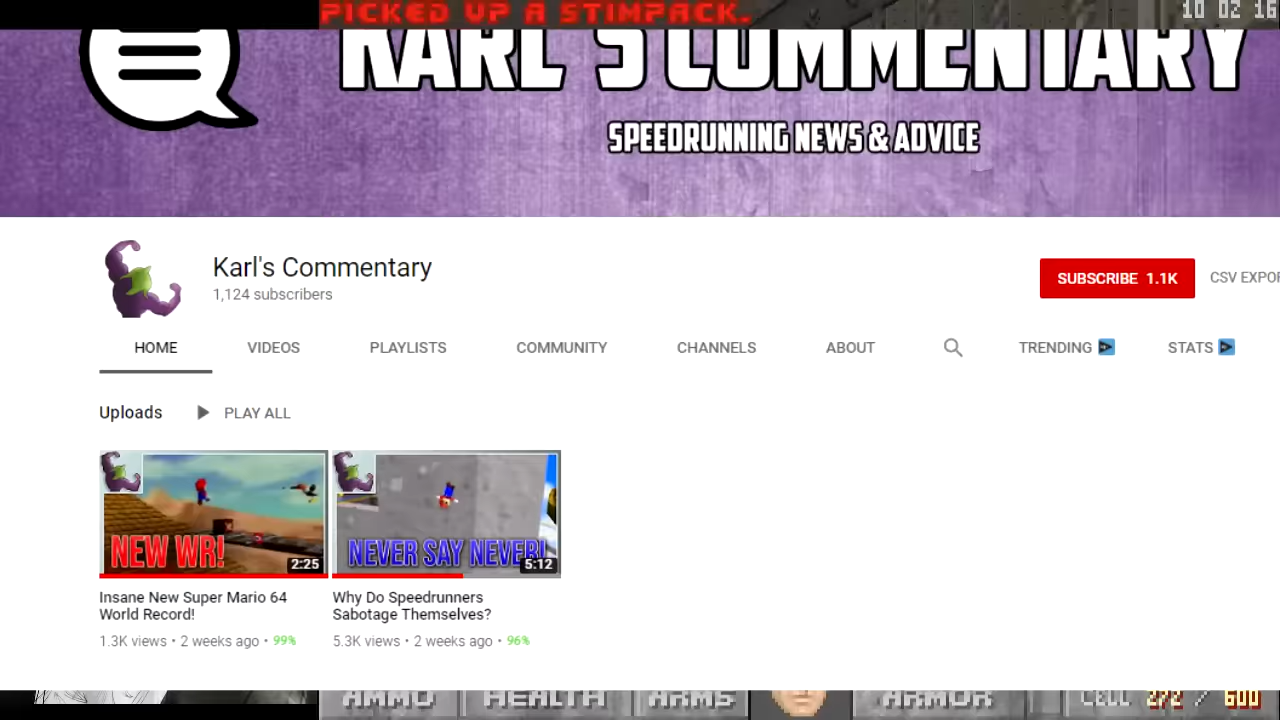 PICKED UP A STIMPACK.
10 02 16
KARL'S COMMENTARY
SPEEDRUNNING NEWS & ADVICE
Karl's Commentary
1,124 subscribers
SUBSCRIBE 1.1K
CSV EXPOR
HOME VIDEOS PLAYLISTS COMMUNITY CHANNELS ABOUT TRENDING STATS
Uploads PLAY ALL
NEW WR!
2:25
NEVER SAY NEVER!
5:12
Insane New Super Mario 64
World Record!
1.3K views • 2 weeks ago • 99%
Why Do Speedrunners
Sabotage Themselves?
5.3K views • 2 weeks ago • 96%
AMMO HEALTH ARMS ARMOR CELL 272 / 600